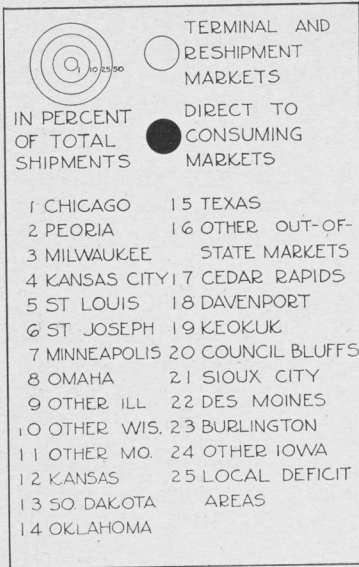 1 10 25 50
IN PERCENT
OF TOTAL
SHIPMENTS
TERMINAL AND
RESHIPMENT
MARKETS
DIRECT TO
CONSUMING
MARKETS
1 CHICAGO
2 PEORIA
3 MILWAUKEE
4 KANSAS CITY
5 ST LOUIS
6 ST JOSEPH
7 MINNEAPOLIS
8 OMAHA
9 OTHER ILL
10 OTHER WIS.
11 OTHER MO.
12 KANSAS
13 SO. DAKOTA
14 OKLAHOMA
15 TEXAS
16 OTHER OUT-OF-
STATE MARKETS
17 CEDAR RAPIDS
18 DAVENPORT
19 KEOKUK
20 COUNCIL BLUFFS
21 SIOUX CITY
22 DES MOINES
23 BURLINGTON
24 OTHER IOWA
25 LOCAL DEFICIT
AREAS